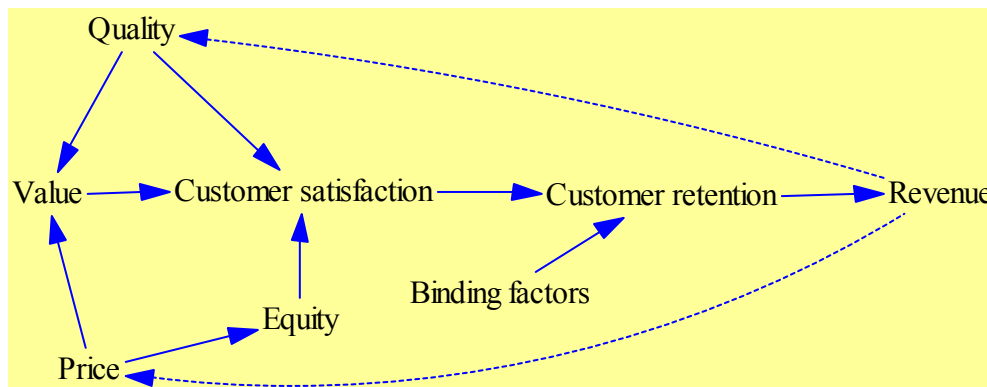 Quality
Value
Customer satisfaction
Customer retention
Revenue
Binding factors
Equity
Price